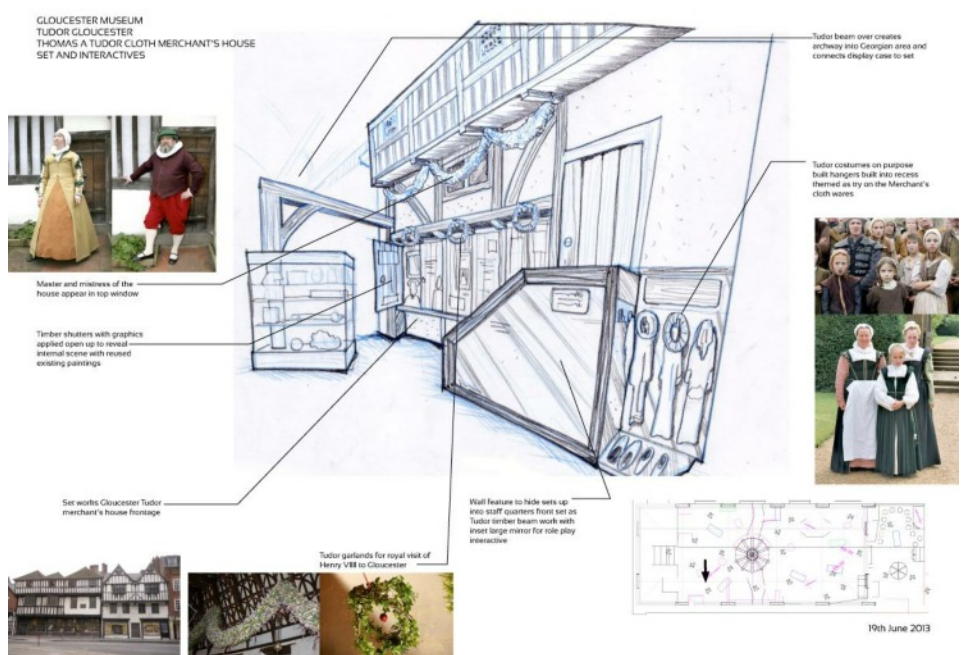 GLOUCESTER MUSEUM
TUDOR GLOUCESTER
THOMAS A TUDOR CLOTH MERCHANT'S HOUSE
SET AND INTERACTIVES
Tudor beam over creates
archway into Georgian area and
connects display case to set
Tudor costumes on purpose
built hangers built into recess
themed as try on the Merchant's
cloth wares
Master and mistress of the
house appear in top window
Timber shutters with graphics
applied open up to reveal
internal scene with reused
existing paintings
Set works Gloucester Tudor
merchant's house frontage
Tudor garlands for royal visit of
Henry VIIII to Gloucester
Wall feature to hide sets up
into staff quarters front set as
Tudor timber beam work with
inset large mirror for role play
interactive
19th June 2013